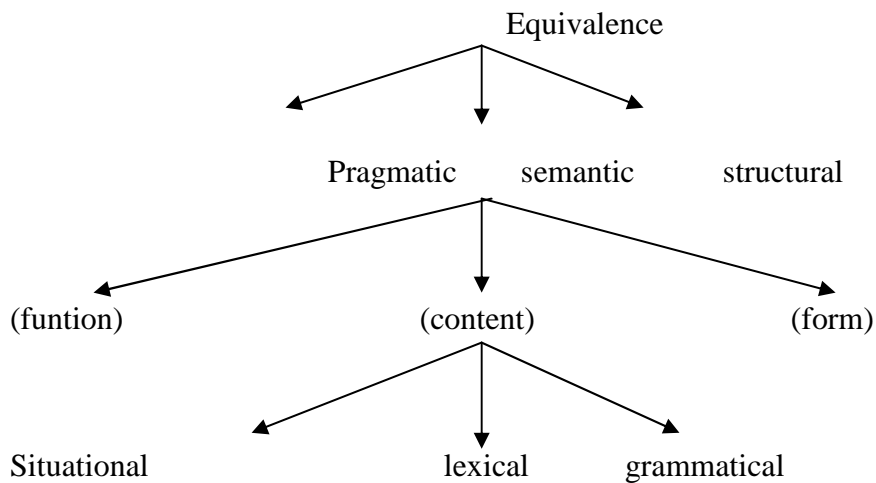 Equivalence
Pragmatic semantic structural
(funtion) (content) (form)
Situational lexical grammatical